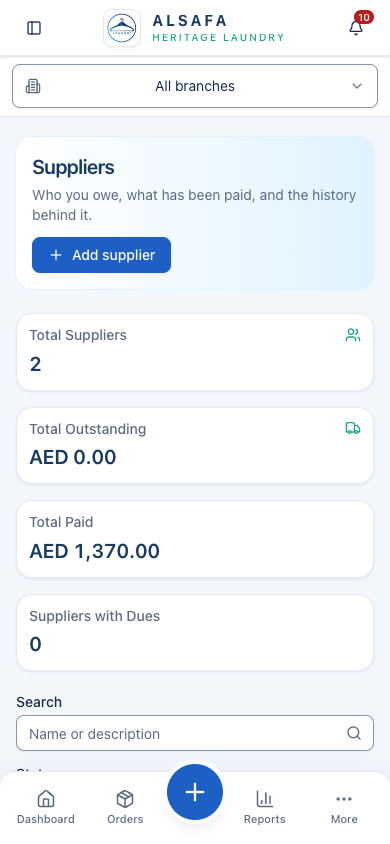 10
ALSAFA
HERITAGE LAUNDRY
LAUNDRY
All branches
Suppliers
Who you owe, what has been paid, and the history
behind it.
Add supplier
Total Suppliers
2
Total Outstanding
AED 0.00
Total Paid
AED 1,370.00
Suppliers with Dues
0
Search
Name or description
Dashboard
Orders
Reports
More